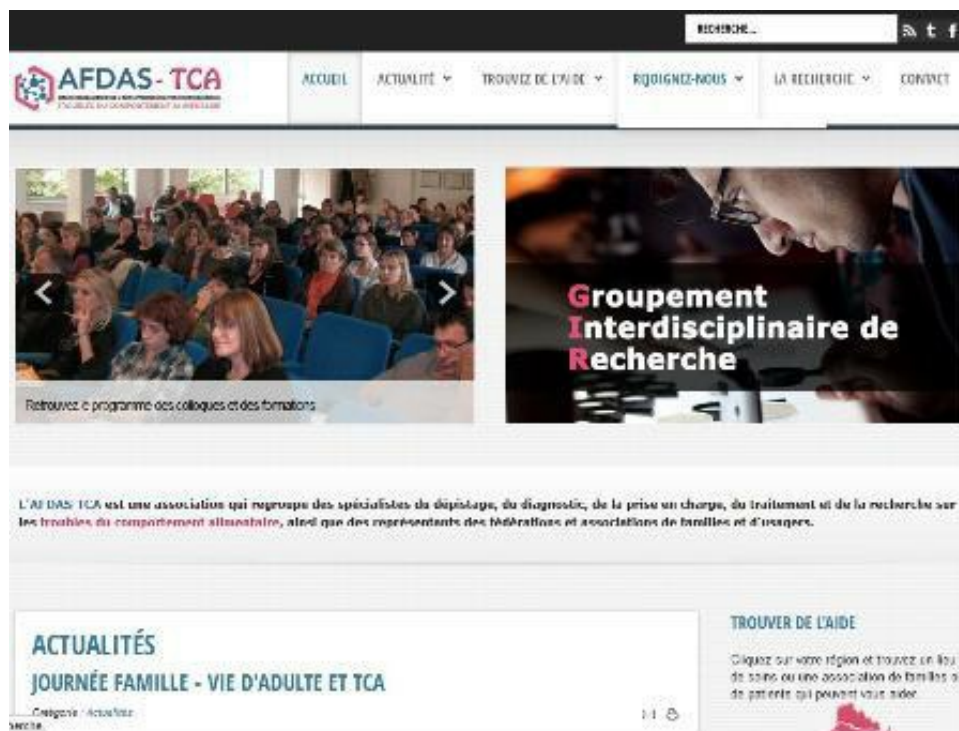 RECHERCHE...
AFDAS - TCA
TROUBLES DU COMPORTEMENT ALIMENTAIRE
ACCUEIL
ACTUALITÉ
TROUVEZ DE L'AIDE
REJOIGNEZ-NOUS
LA RECHERCHE
CONTACT
Groupement
Interdisciplinaire de
Recherche
Retrouvez le programme des colloques et des formations
L'AFDAS-TCA est une association qui regroupe des spécialistes du dépistage, du diagnostic, de la prise en charge, du traitement et de la recherche sur
les troubles du comportement alimentaire, ainsi que des représentants des fédérations et associations de familles et d'usagers.
ACTUALITÉS
JOURNÉE FAMILLE - VIE D'ADULTE ET TCA
Catégorie : Actualités
TROUVER DE L'AIDE
Cliquez sur votre région et trouvez un lieu
de soins ou une association de familles o
de patients qui peuvent vous aider.
herche.